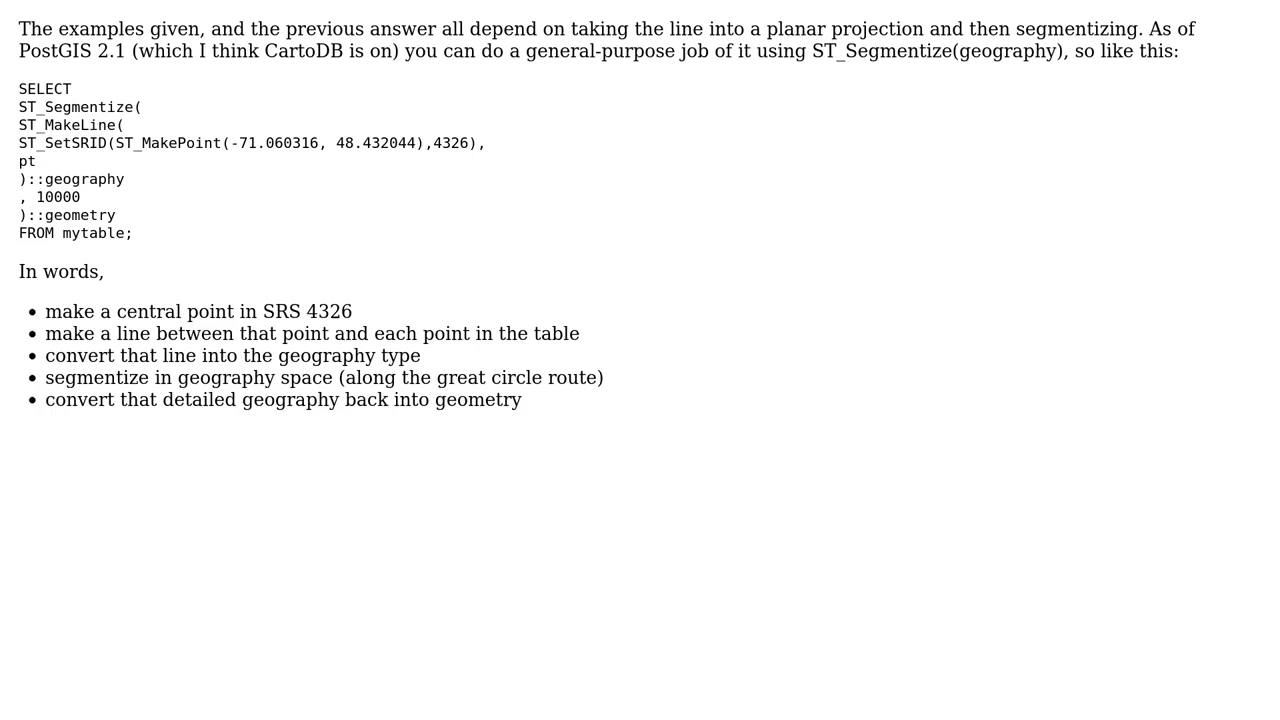 The examples given, and the previous answer all depend on taking the line into a planar projection and then segmentizing. As of
PostGIS 2.1 (which I think CartoDB is on) you can do a general-purpose job of it using ST_Segmentize(geography), so like this:
SELECT
ST_Segmentize(
ST_MakeLine(
ST_SetSRID(ST_MakePoint(-71.060316, 48.432044),4326),
pt
)::geography
, 10000
)::geometry
FROM mytable;
In words,
• make a central point in SRS 4326
• make a line between that point and each point in the table
• convert that line into the geography type
• segmentize in geography space (along the great circle route)
• convert that detailed geography back into geometry